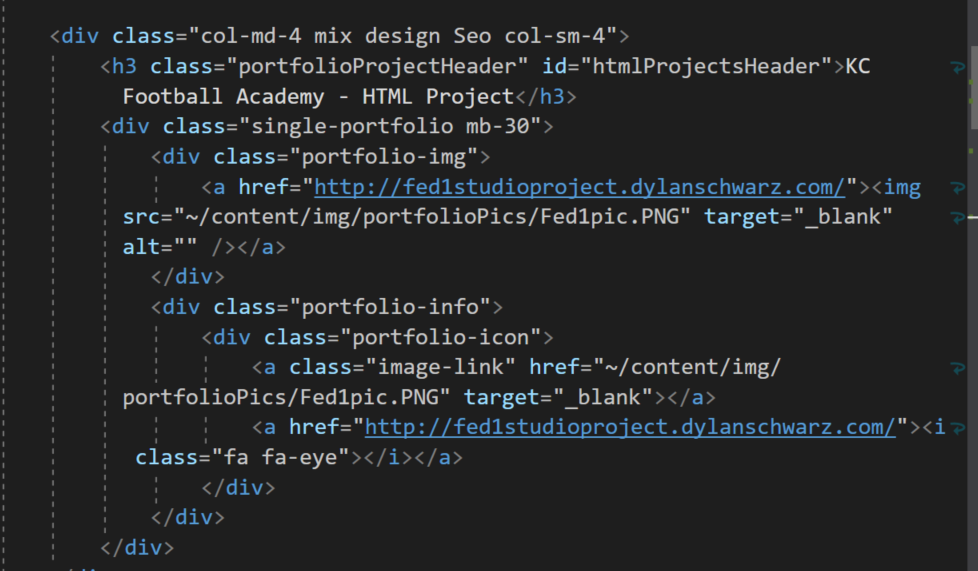 <div class="col-md-4 mix design Seo col-sm-4">
<h3 class="portfolioProjectHeader" id="htmlProjectsHeader">KC
Football Academy - HTML Project</h3>
<div class="single-portfolio mb-30">
<div class="portfolio-img">
<a href="http://fed1studioproject.dylanschwarz.com/"><img
src="~/content/img/portfolioPics/Fed1pic.PNG" target="_blank"
alt="" /></a>
</div>
<div class="portfolio-info">
<div class="portfolio-icon">
<a class="image-link" href="~/content/img/
portfolioPics/Fed1pic.PNG" target="_blank"></a>
<a href="http://fed1studioproject.dylanschwarz.com/"><i
class="fa fa-eye"></i></a>
</div>
</div>
</div>